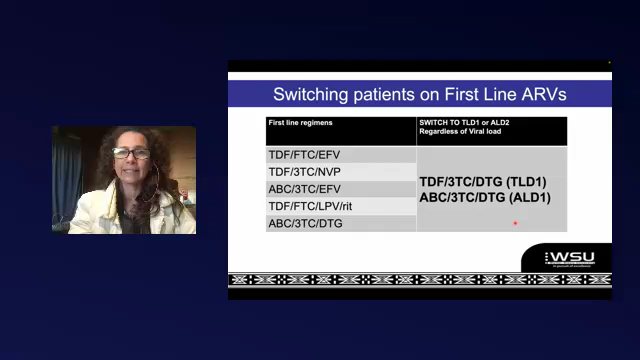 Switching patients on First Line ARVs
First line regimens
SWITCH TO TLD1 or ALD2
Regardless of Viral load
TDF/FTC/EFV
TDF/3TC/NVP
ABC/3TC/EFV
TDF/FTC/LPV/rit
ABC/3TC/DTG
TDF/3TC/DTG (TLD1)
ABC/3TC/DTG (ALD1)
WSU